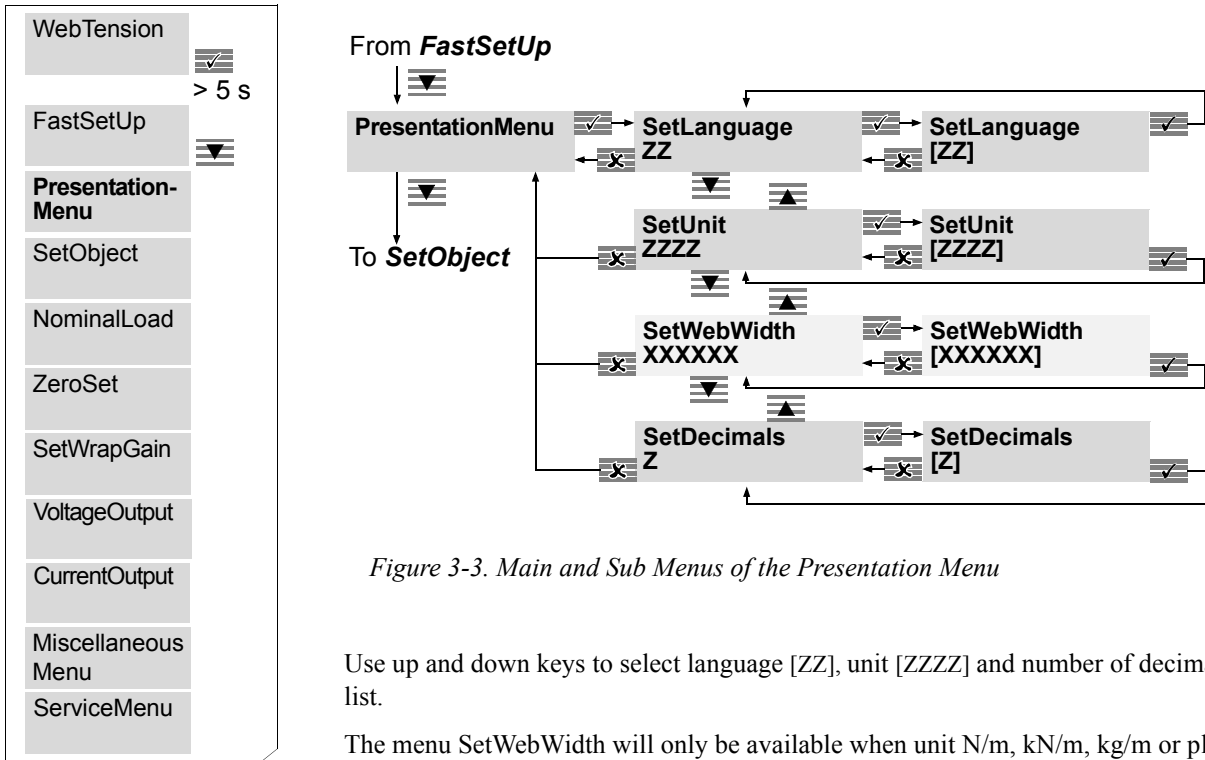 WebTension
> 5 s
FastSetUp
Presentation-
Menu
SetObject
NominalLoad
ZeroSet
SetWrapGain
VoltageOutput
CurrentOutput
Miscellaneous
Menu
ServiceMenu
From FastSetUp
PresentationMenu
SetLanguage
ZZ
SetLanguage
[ZZ]
To SetObject
SetUnit
ZZZZ
SetUnit
[ZZZZ]
SetWebWidth
XXXXXX
SetWebWidth
[XXXXXX]
SetDecimals
Z
SetDecimals
[Z]
Figure 3-3. Main and Sub Menus of the Presentation Menu
Use up and down keys to select language [ZZ], unit [ZZZZ] and number of
list.
The menu SetWebWidth will only be available when unit N/m, kN/m, kg/m or